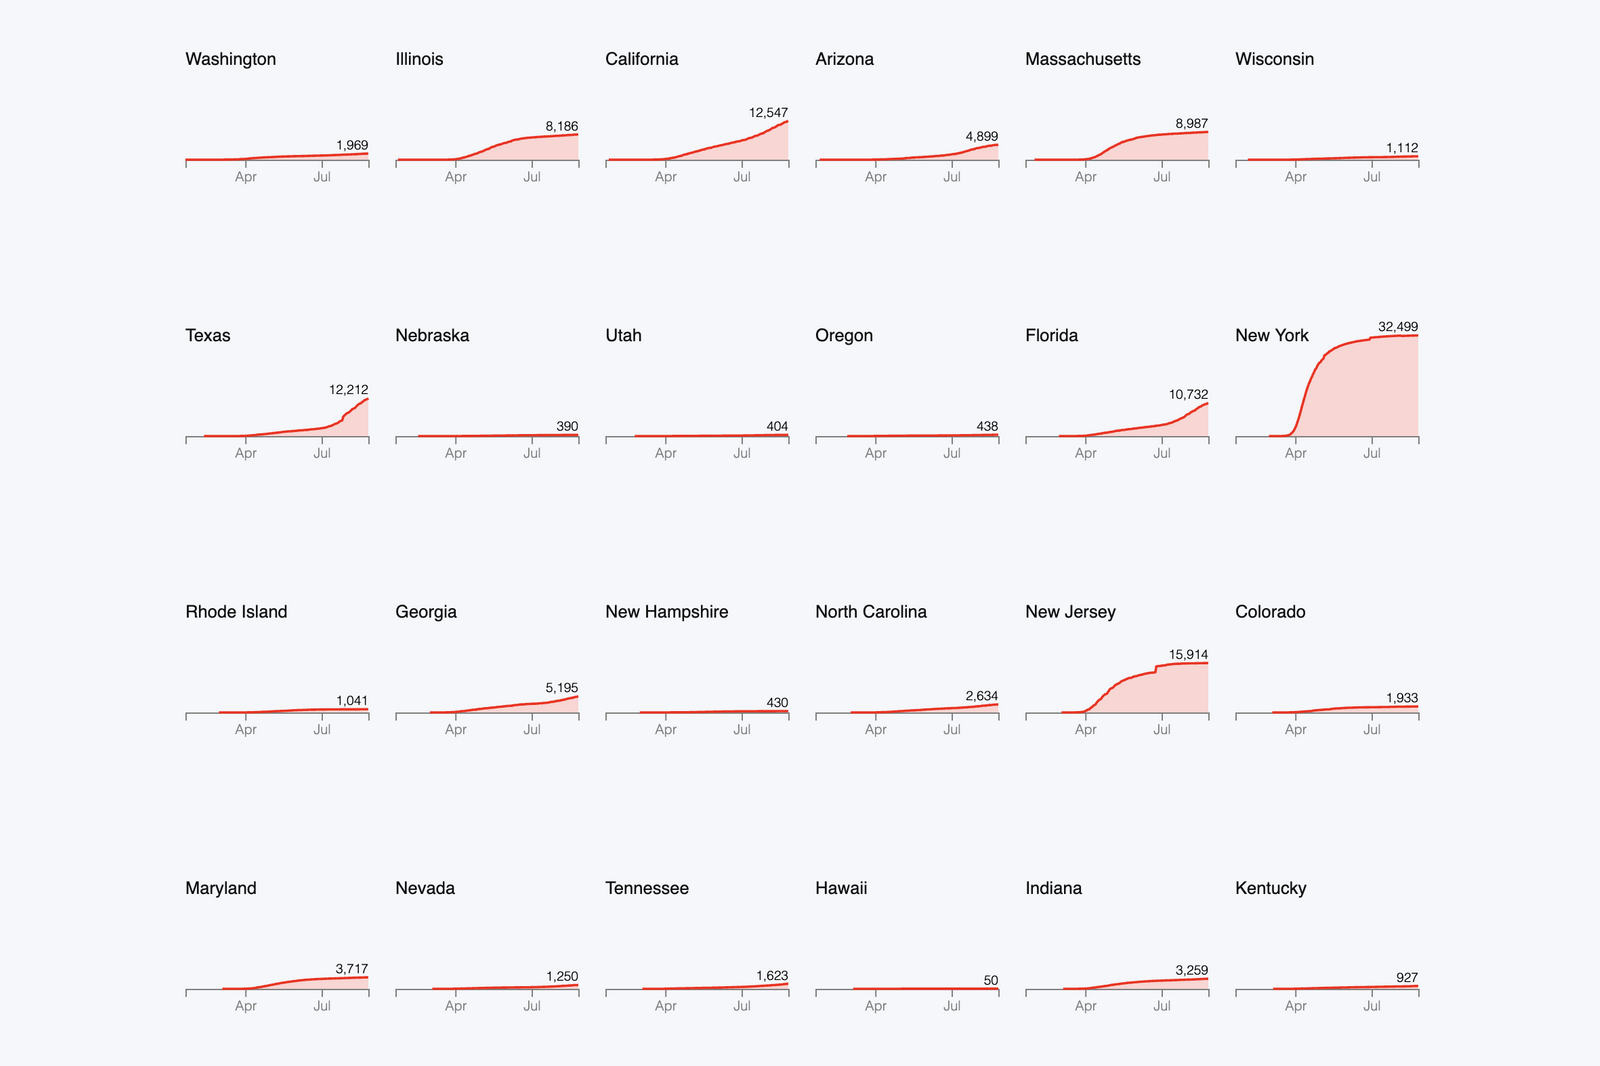 Washington
Illinois
California
Arizona
Massachusetts
Wisconsin
1,969
8,186
12,547
4,899
8,987
1,112
Apr Jul
Apr Jul
Apr Jul
Apr Jul
Apr Jul
Apr Jul
Texas
Nebraska
Utah
Oregon
Florida
New York
12,212
390
404
438
10,732
32,499
Apr Jul
Apr Jul
Apr Jul
Apr Jul
Apr Jul
Apr Jul
Rhode Island
Georgia
New Hampshire
North Carolina
New Jersey
Colorado
1,041
5,195
430
2,634
15,914
1,933
Apr Jul
Apr Jul
Apr Jul
Apr Jul
Apr Jul
Apr Jul
Maryland
Nevada
Tennessee
Hawaii
Indiana
Kentucky
3,717
1,250
1,623
50
3,259
927
Apr Jul
Apr Jul
Apr Jul
Apr Jul
Apr Jul
Apr Jul